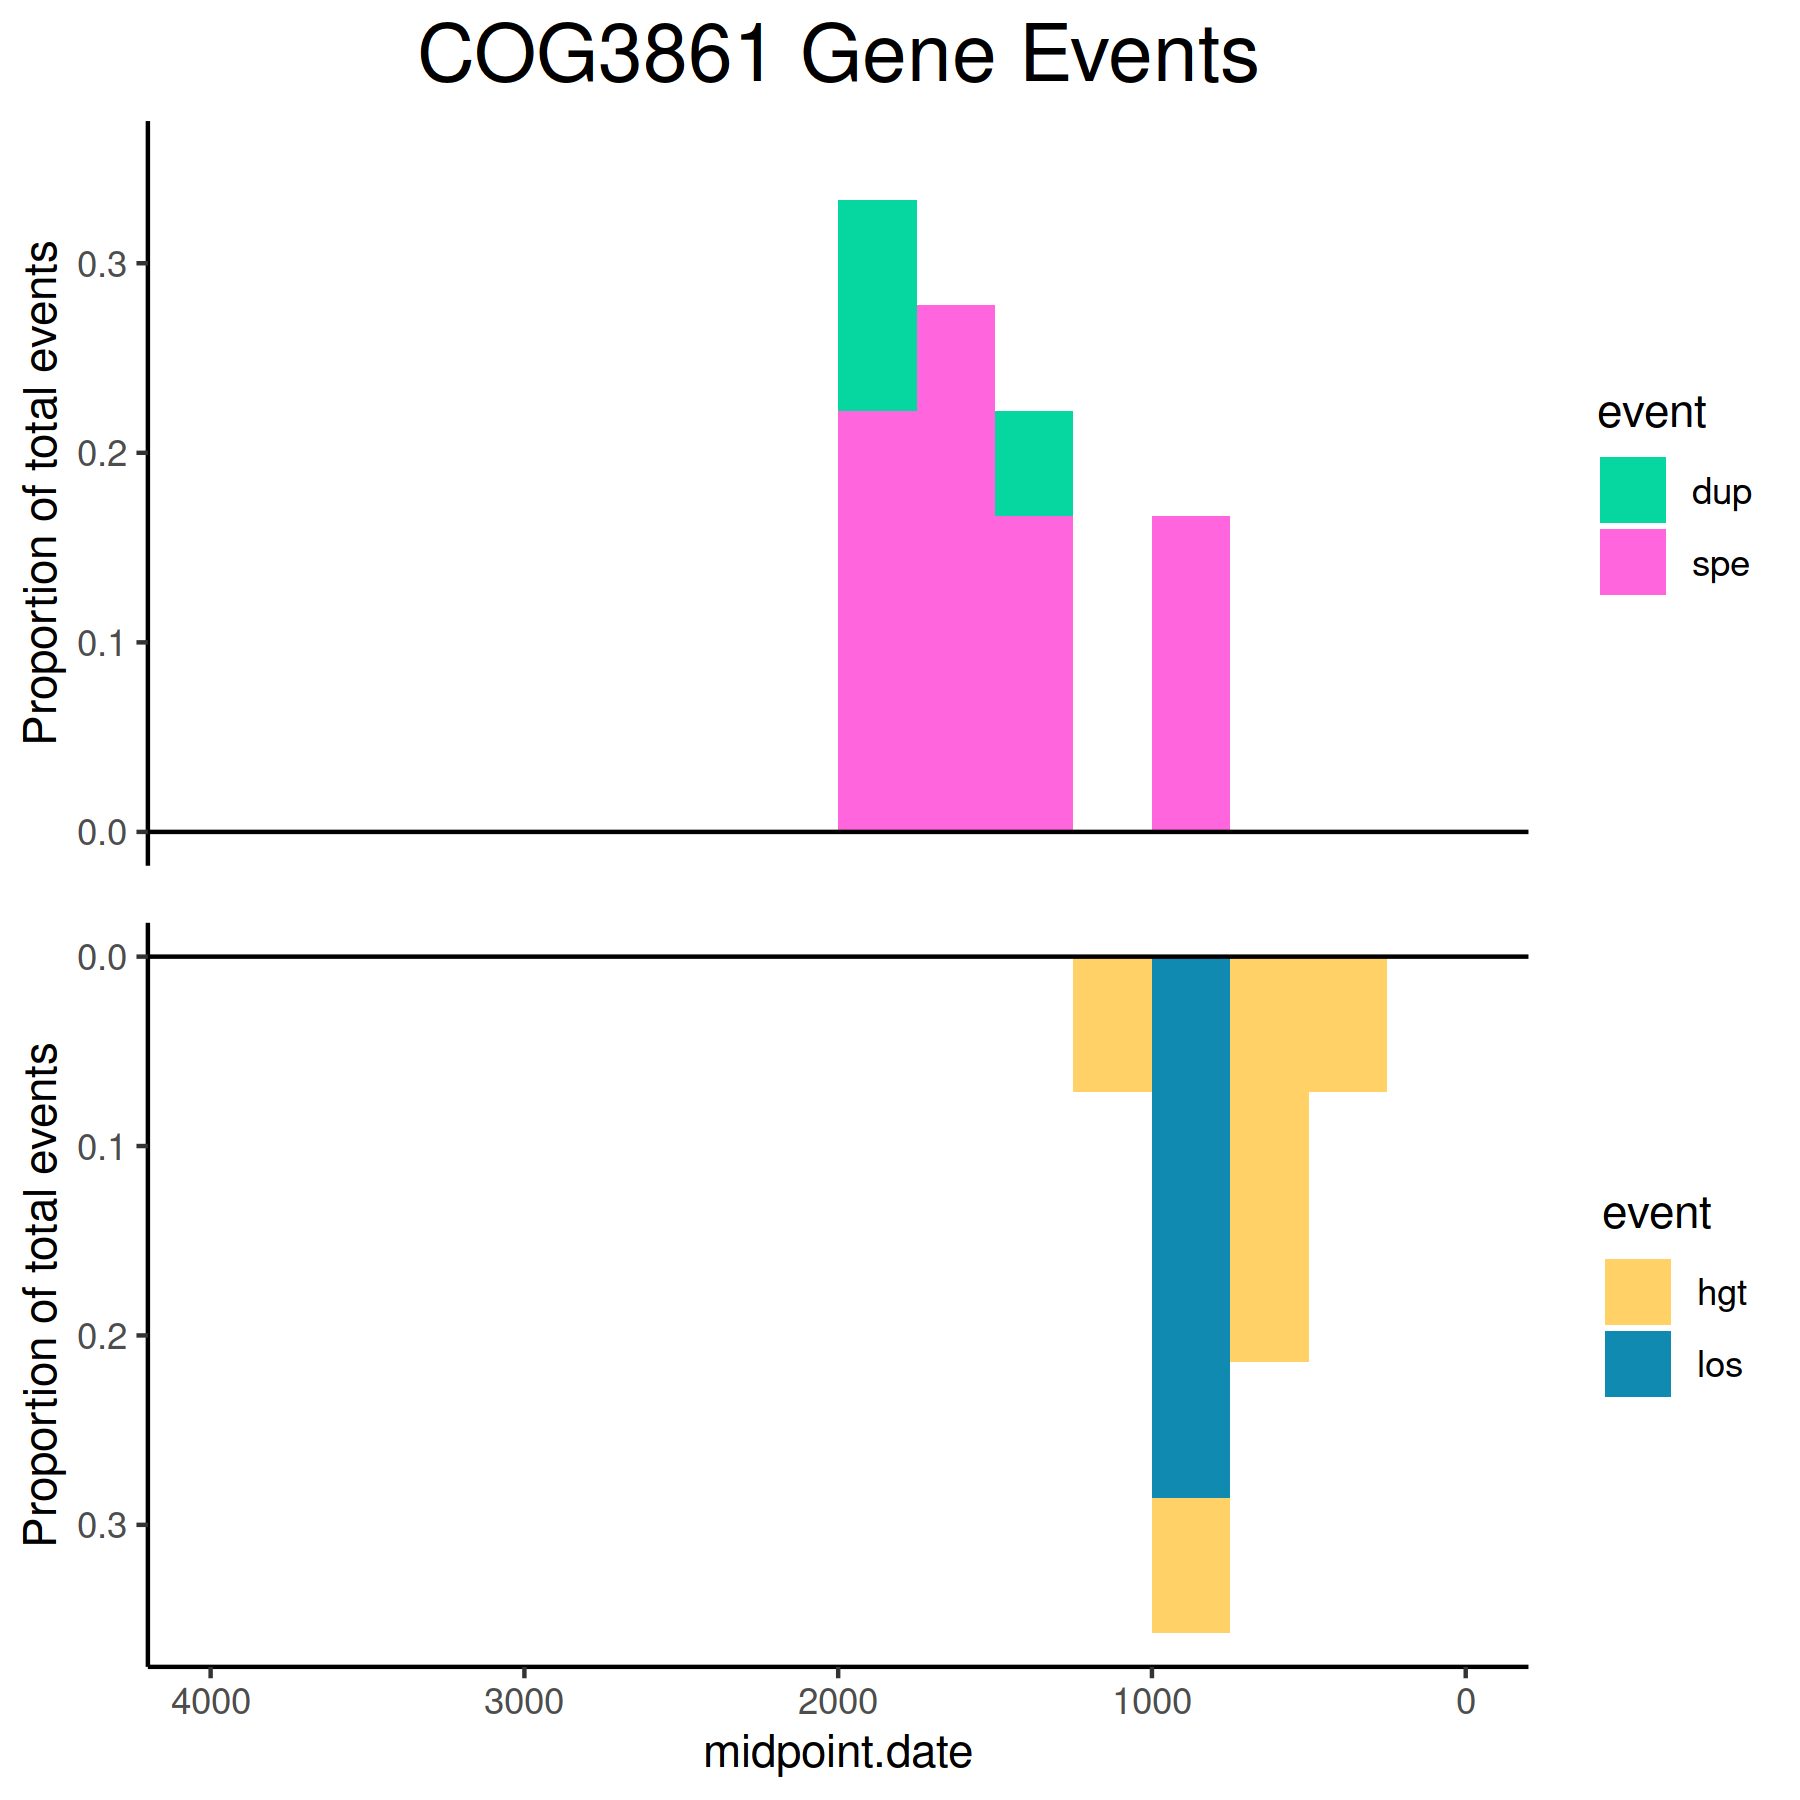 COG3861 Gene Events
Proportion of total events
0.3
0.2
0.1
0.0
event
dup
spe
Proportion of total events
0.0
0.1
0.2
0.3
event
hgt
los
4000 3000 2000 1000 0
midpoint.date